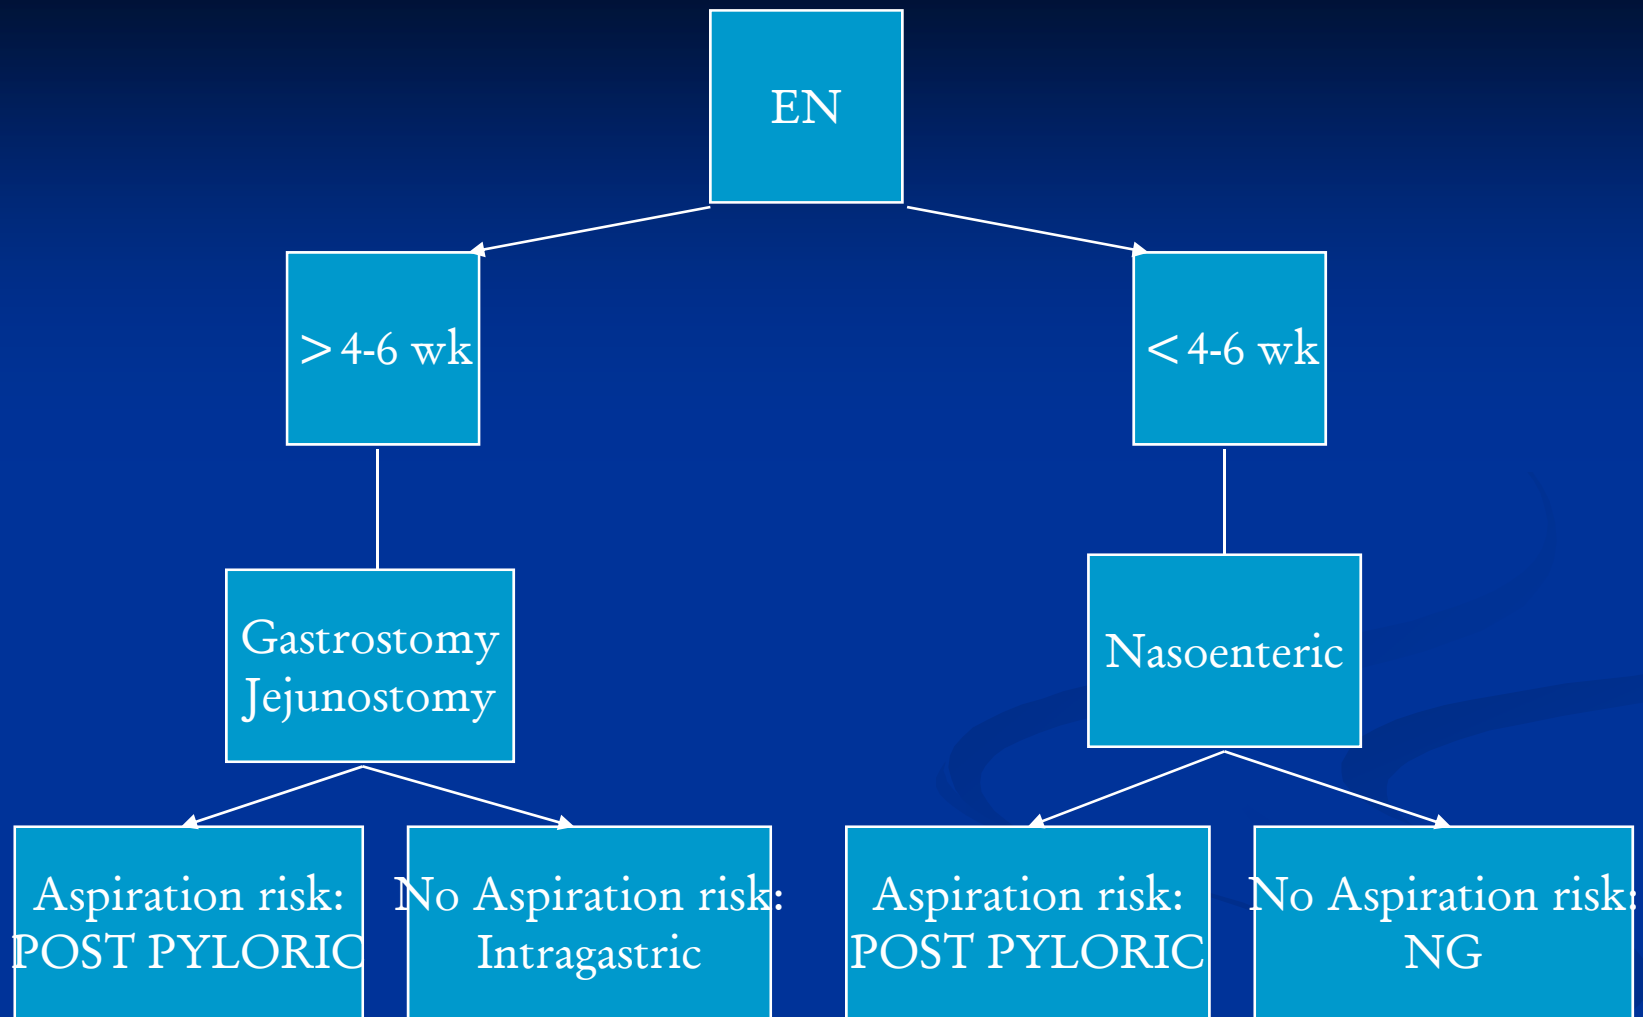 EN
> 4-6 wk
< 4-6 wk
Gastrostomy
Jejunostomy
Nasoenteric
Aspiration risk:
POST PYLORIC
No Aspiration risk:
Intragastric
Aspiration risk:
POST PYLORIC
No Aspiration risk:
NG